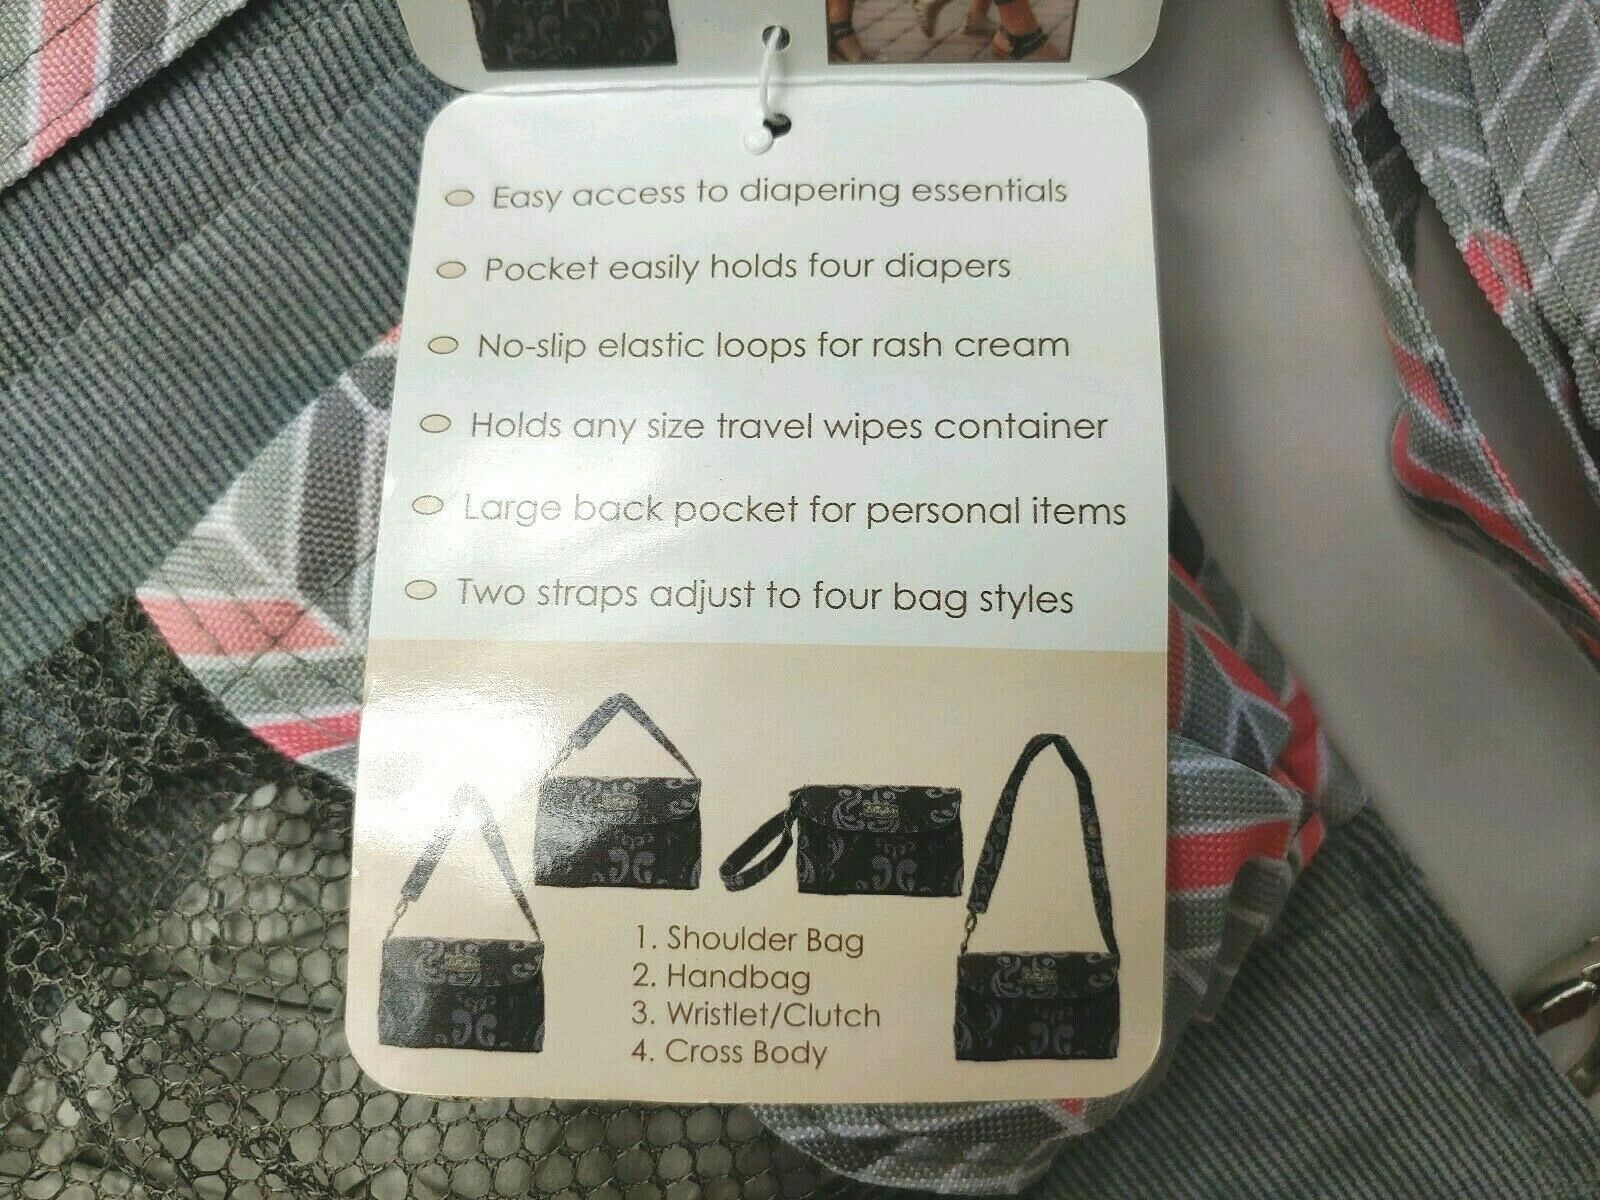 Easy access to diapering essentials
Pocket easily holds four diapers
No-slip elastic loops for rash cream
Holds any size travel wipes container
Large back pocket for personal items
Two straps adjust to four bag styles
1. Shoulder Bag
2. Handbag
3. Wristlet/Clutch
4. Cross Body